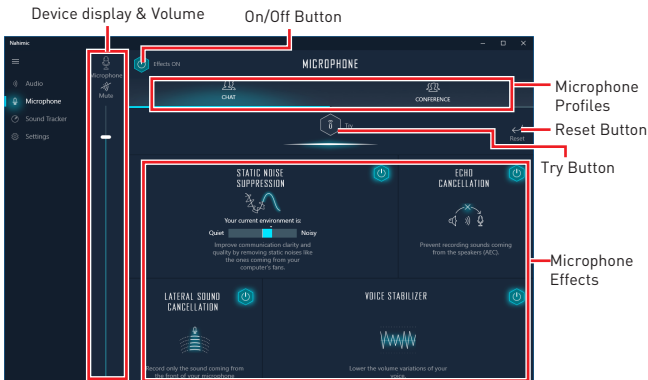 Device display & Volume
On/Off Button
Nahimic
Effects ON
MICROPHONE
Microphone
Mute
Audio
Microphone
Sound Tracker
Settings
CHAT
CONFERENCE
Microphone
Profiles
Try
Reset
Reset Button
Try Button
STATIC NOISE
SUPPRESSION
Your current environment is:
Quiet
Noisy
Improve communication clarity and
quality by removing static noises like
the ones coming from your
computer's fans.
ECHO
CANCELLATION
Prevent recording sounds coming
from the speakers (AEC).
Microphone
Effects
LATERAL SOUND
CANCELLATION
Record only the sound coming from
the front of your microphone
VOICE STABILIZER
Lower the volume variations of your
voice.